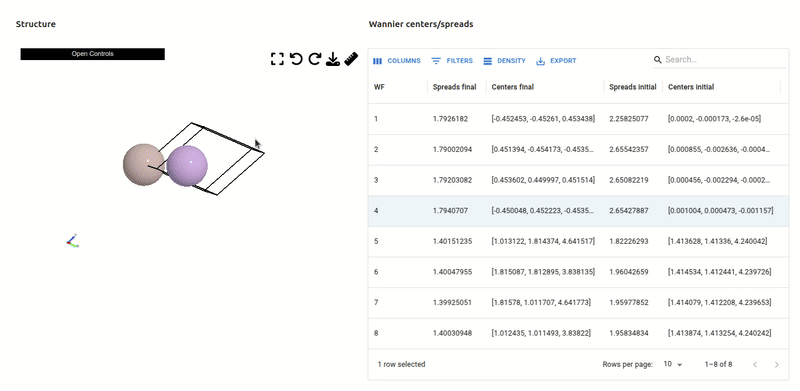 Structure
Wannier centers/spreads
Open Controls
COLUMNS FILTERS DENSITY EXPORT Search...
WF Spreads final Centers final Spreads initial Centers initial
1 1.7926182 [-0.452453, -0.45261, 0.453438] 2.25825077 [0.0002, -0.000173, -2.6e-05]
2 1.79002094 [0.451394, -0.454173, -0.4535... 2.65542357 [0.000855, -0.002636, -0.0004...
3 1.79203082 [0.453602, 0.449997, 0.451514] 2.65082219 [0.000456, -0.002294, -0.0002...
4 1.7940707 [-0.450048, 0.452223, -0.4535... 2.65427887 [0.001004, 0.000473, -0.001157]
5 1.40151235 [1.013122, 1.814374, 4.641517] 1.82226293 [1.413628, 1.41336, 4.240042]
6 1.40047955 [1.815087, 1.812895, 3.838135] 1.96042659 [1.414534, 1.412441, 4.239726]
7 1.39925051 [1.81578, 1.011707, 4.641773] 1.95977852 [1.414079, 1.412208, 4.239653]
8 1.40030948 [1.012435, 1.011493, 3.83822] 1.95834834 [1.413874, 1.413254, 4.240242]
1 row selected Rows per page: 10 1–8 of 8